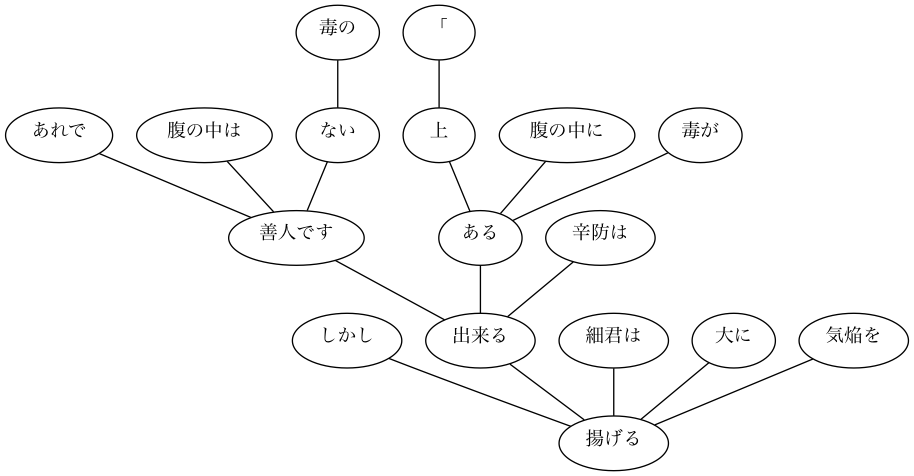 毒の 「
あれで 腹の中は ない 上 腹の中に 毒が
善人です ある 辛防は
しかし 出来る 細君は 大に 気焔を
揚げる